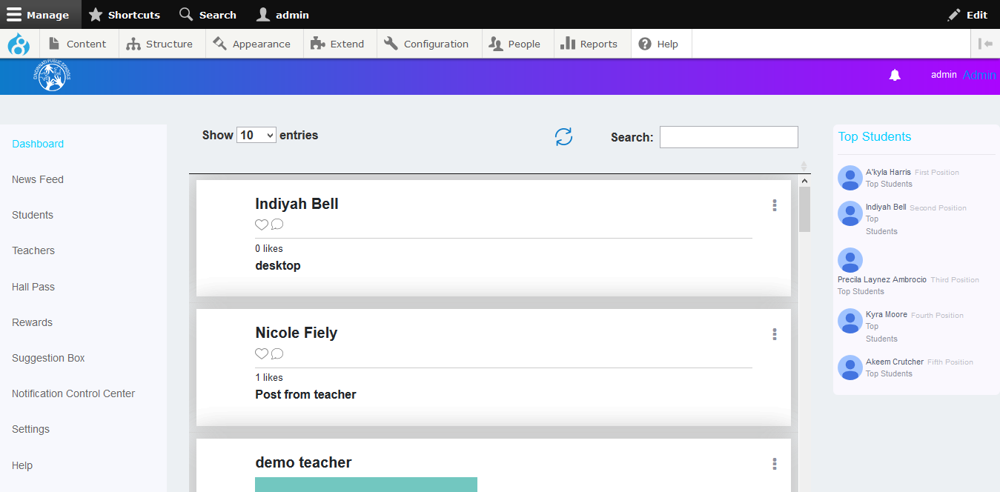 Manage Shortcuts Search admin Edit
Content Structure Appearance Extend Configuration People Reports Help
CINCINNATI PUBLIC SCHOOLS
admin Admin
Dashboard
News Feed
Students
Teachers
Hall Pass
Rewards
Suggestion Box
Notification Control Center
Settings
Help
Show 10 entries
Search:
Indiyah Bell
0 likes
desktop
Nicole Fiely
1 likes
Post from teacher
demo teacher
Top Students
A'kyla Harris First Position
Top Students
Indiyah Bell Second Position
Top
Students
Precila Laynez Ambrocio Third Position
Top Students
Kyra Moore Fourth Position
Top
Students
Akeem Crutcher Fifth Position
Top Students